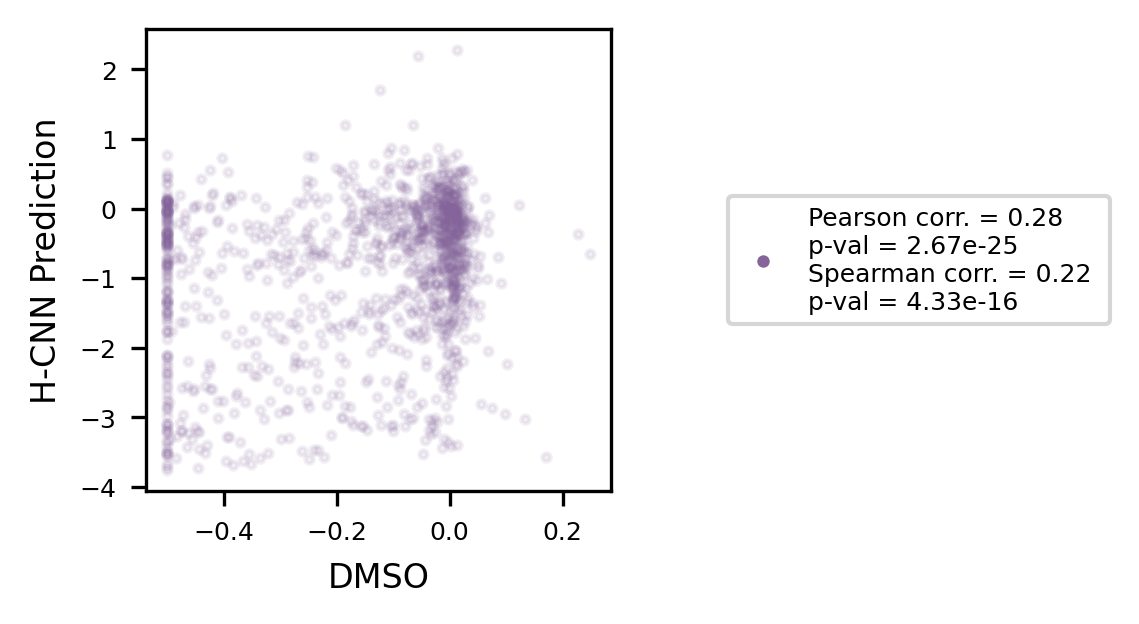 H-CNN Prediction
2
1
0
−1
−2
−3
−4
−0.4
−0.2
0.0
0.2
DMSO
Pearson corr. = 0.28
p-val = 2.67e-25
Spearman corr. = 0.22
p-val = 4.33e-16